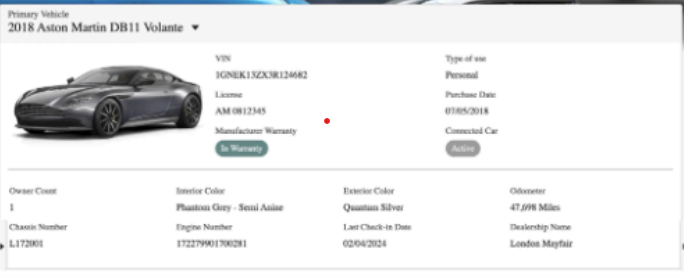 Primary Vehicle
2018 Aston Martin DB11 Volante
VIN
Type of use
1GNEK13ZX3R124682
Personal
License
Purchase Date
AM 0812345
07/05/2018
Manufacturer Warranty
Connected Car
In Warranty
Active
Owner Count
Interior Color
Exterior Color
Odometer
1
Phantom Grey - Semi Aniine
Quantum Silver
47,698 Miles
Chassis Number
Engine Number
Last Check-in Date
Dealership Name
L172001
172279901700281
02/04/2024
London Mayfair